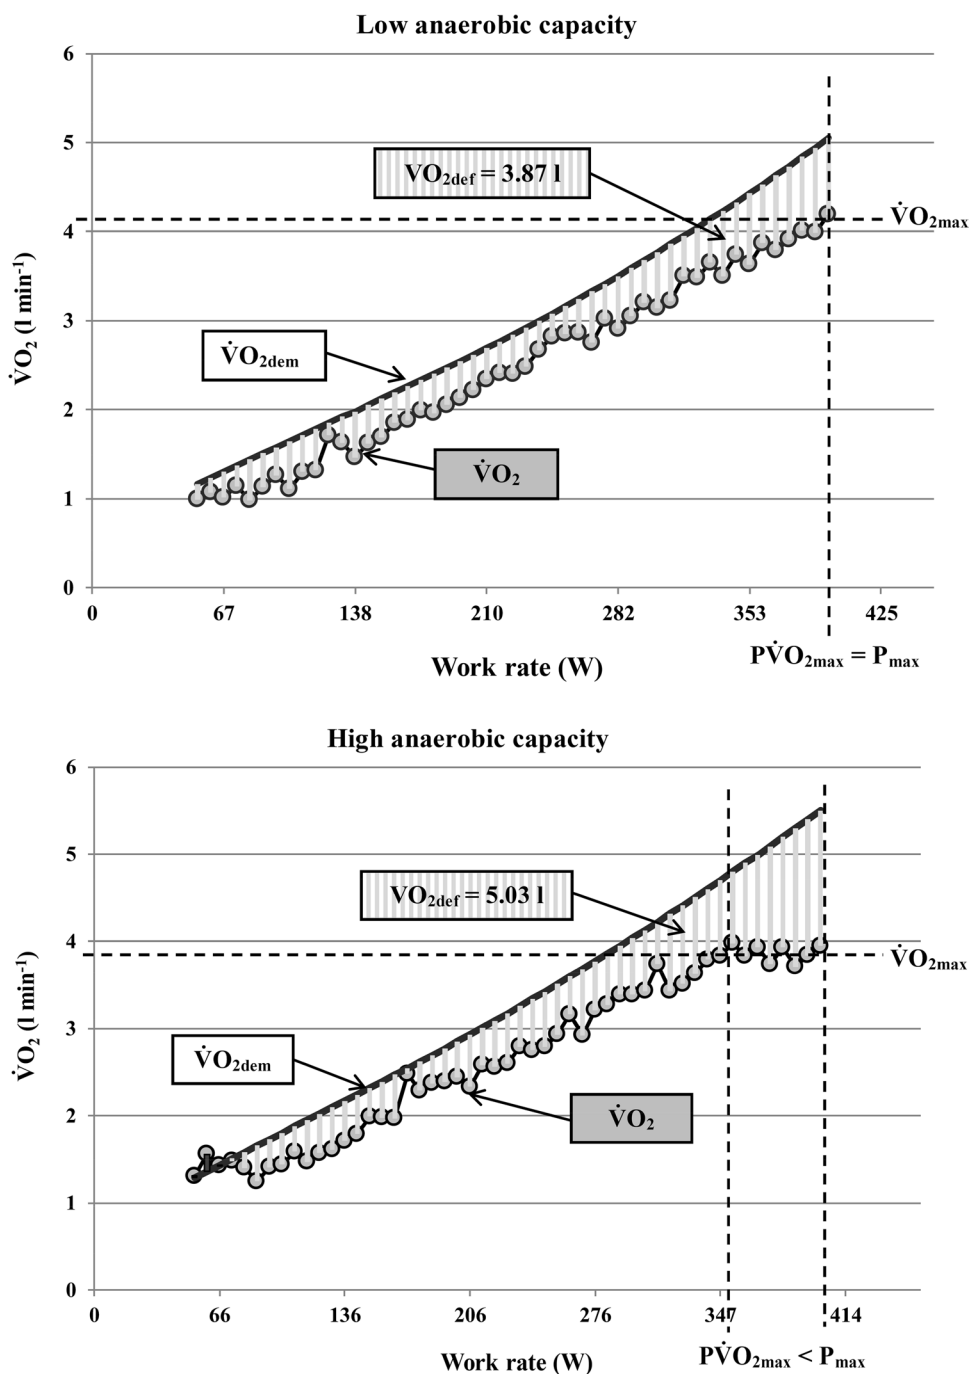 Low anaerobic capacity
6
5
VO₂def = 3.87 l
V̇O₂max
4
V̇O₂ (l min⁻¹)
3
V̇O₂dem
2
V̇O₂
1
0
0 67 138 210 282 353 425
Work rate (W)
PV̇O₂max = Pmax
High anaerobic capacity
6
5
VO₂def = 5.03 l
4
V̇O₂max
V̇O₂ (l min⁻¹)
3
V̇O₂dem
2
V̇O₂
1
0
0 66 136 206 276 347 414
Work rate (W)
PV̇O₂max < Pmax